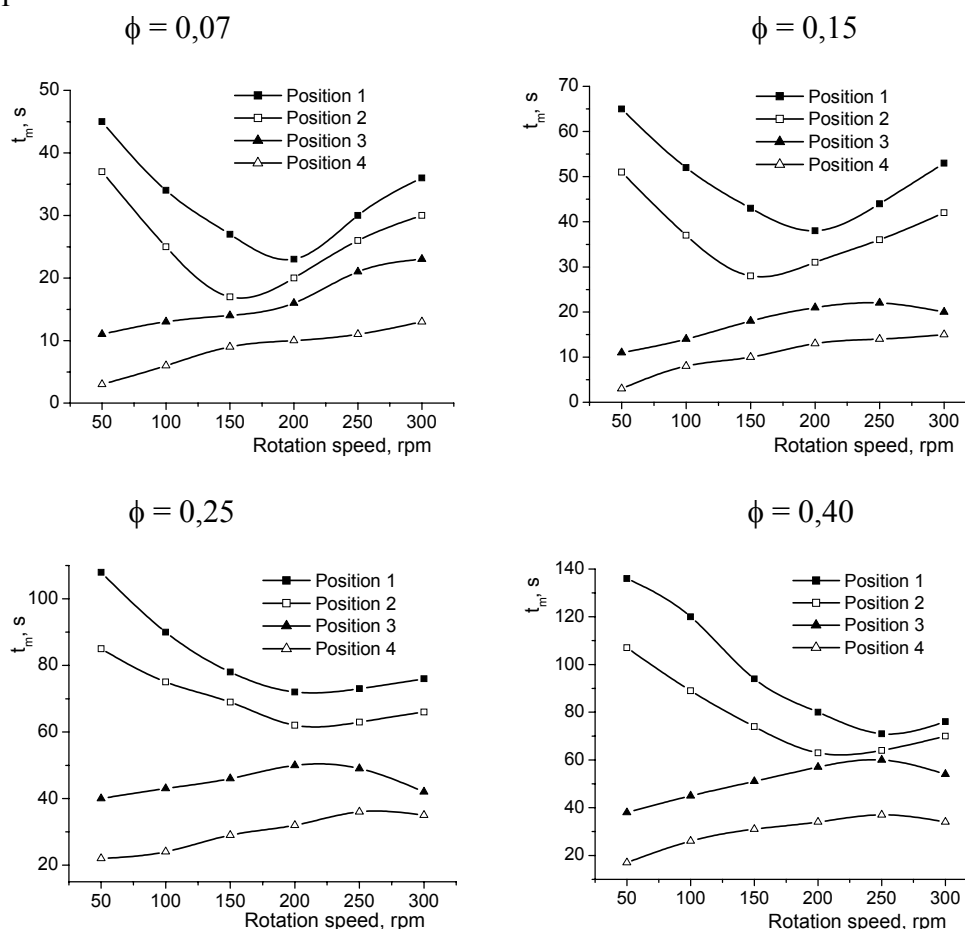 ϕ = 0,07
50
40
30
20
10
0
t_m, s
Position 1
Position 2
Position 3
Position 4
50 100 150 200 250 300
Rotation speed, rpm
ϕ = 0,15
70
60
50
40
30
20
10
0
t_m, s
Position 1
Position 2
Position 3
Position 4
50 100 150 200 250 300
Rotation speed, rpm
ϕ = 0,25
100
80
60
40
20
t_m, s
Position 1
Position 2
Position 3
Position 4
50 100 150 200 250 300
Rotation speed, rpm
ϕ = 0,40
140
120
100
80
60
40
20
t_m, s
Position 1
Position 2
Position 3
Position 4
50 100 150 200 250 300
Rotation speed, rpm